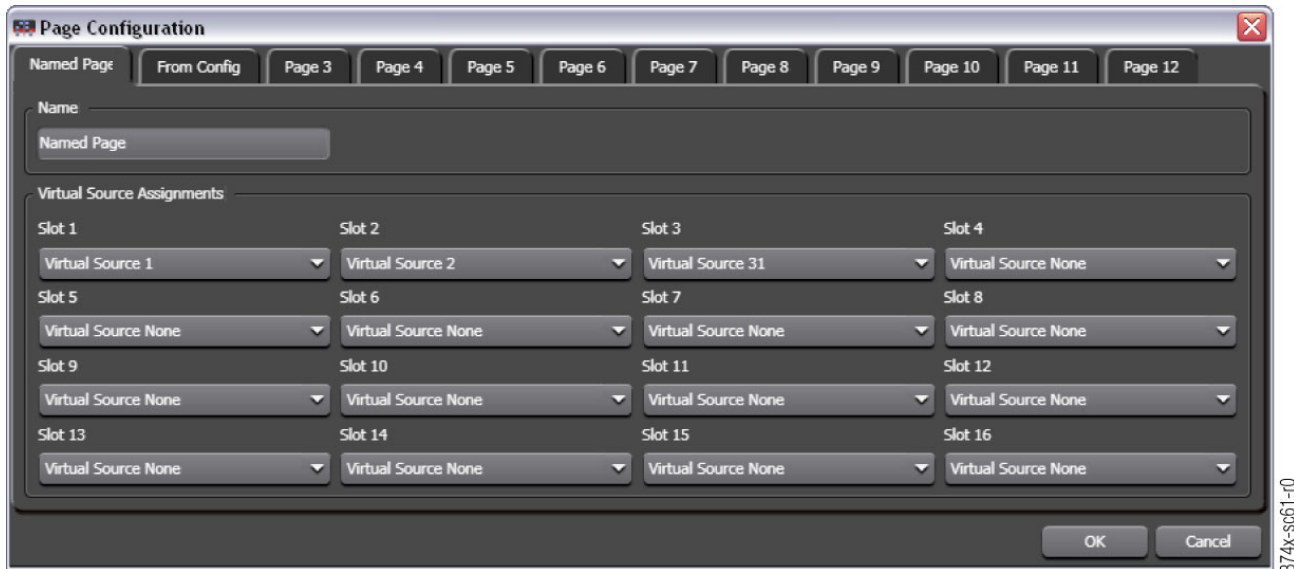 Page Configuration
Named Page From Config Page 3 Page 4 Page 5 Page 6 Page 7 Page 8 Page 9 Page 10 Page 11 Page 12
Name
Named Page
Virtual Source Assignments
Slot 1 Slot 2 Slot 3 Slot 4
Virtual Source 1 Virtual Source 2 Virtual Source 31 Virtual Source None
Slot 5 Slot 6 Slot 7 Slot 8
Virtual Source None Virtual Source None Virtual Source None Virtual Source None
Slot 9 Slot 10 Slot 11 Slot 12
Virtual Source None Virtual Source None Virtual Source None Virtual Source None
Slot 13 Slot 14 Slot 15 Slot 16
Virtual Source None Virtual Source None Virtual Source None Virtual Source None
OK Cancel
874x-sc61-r0